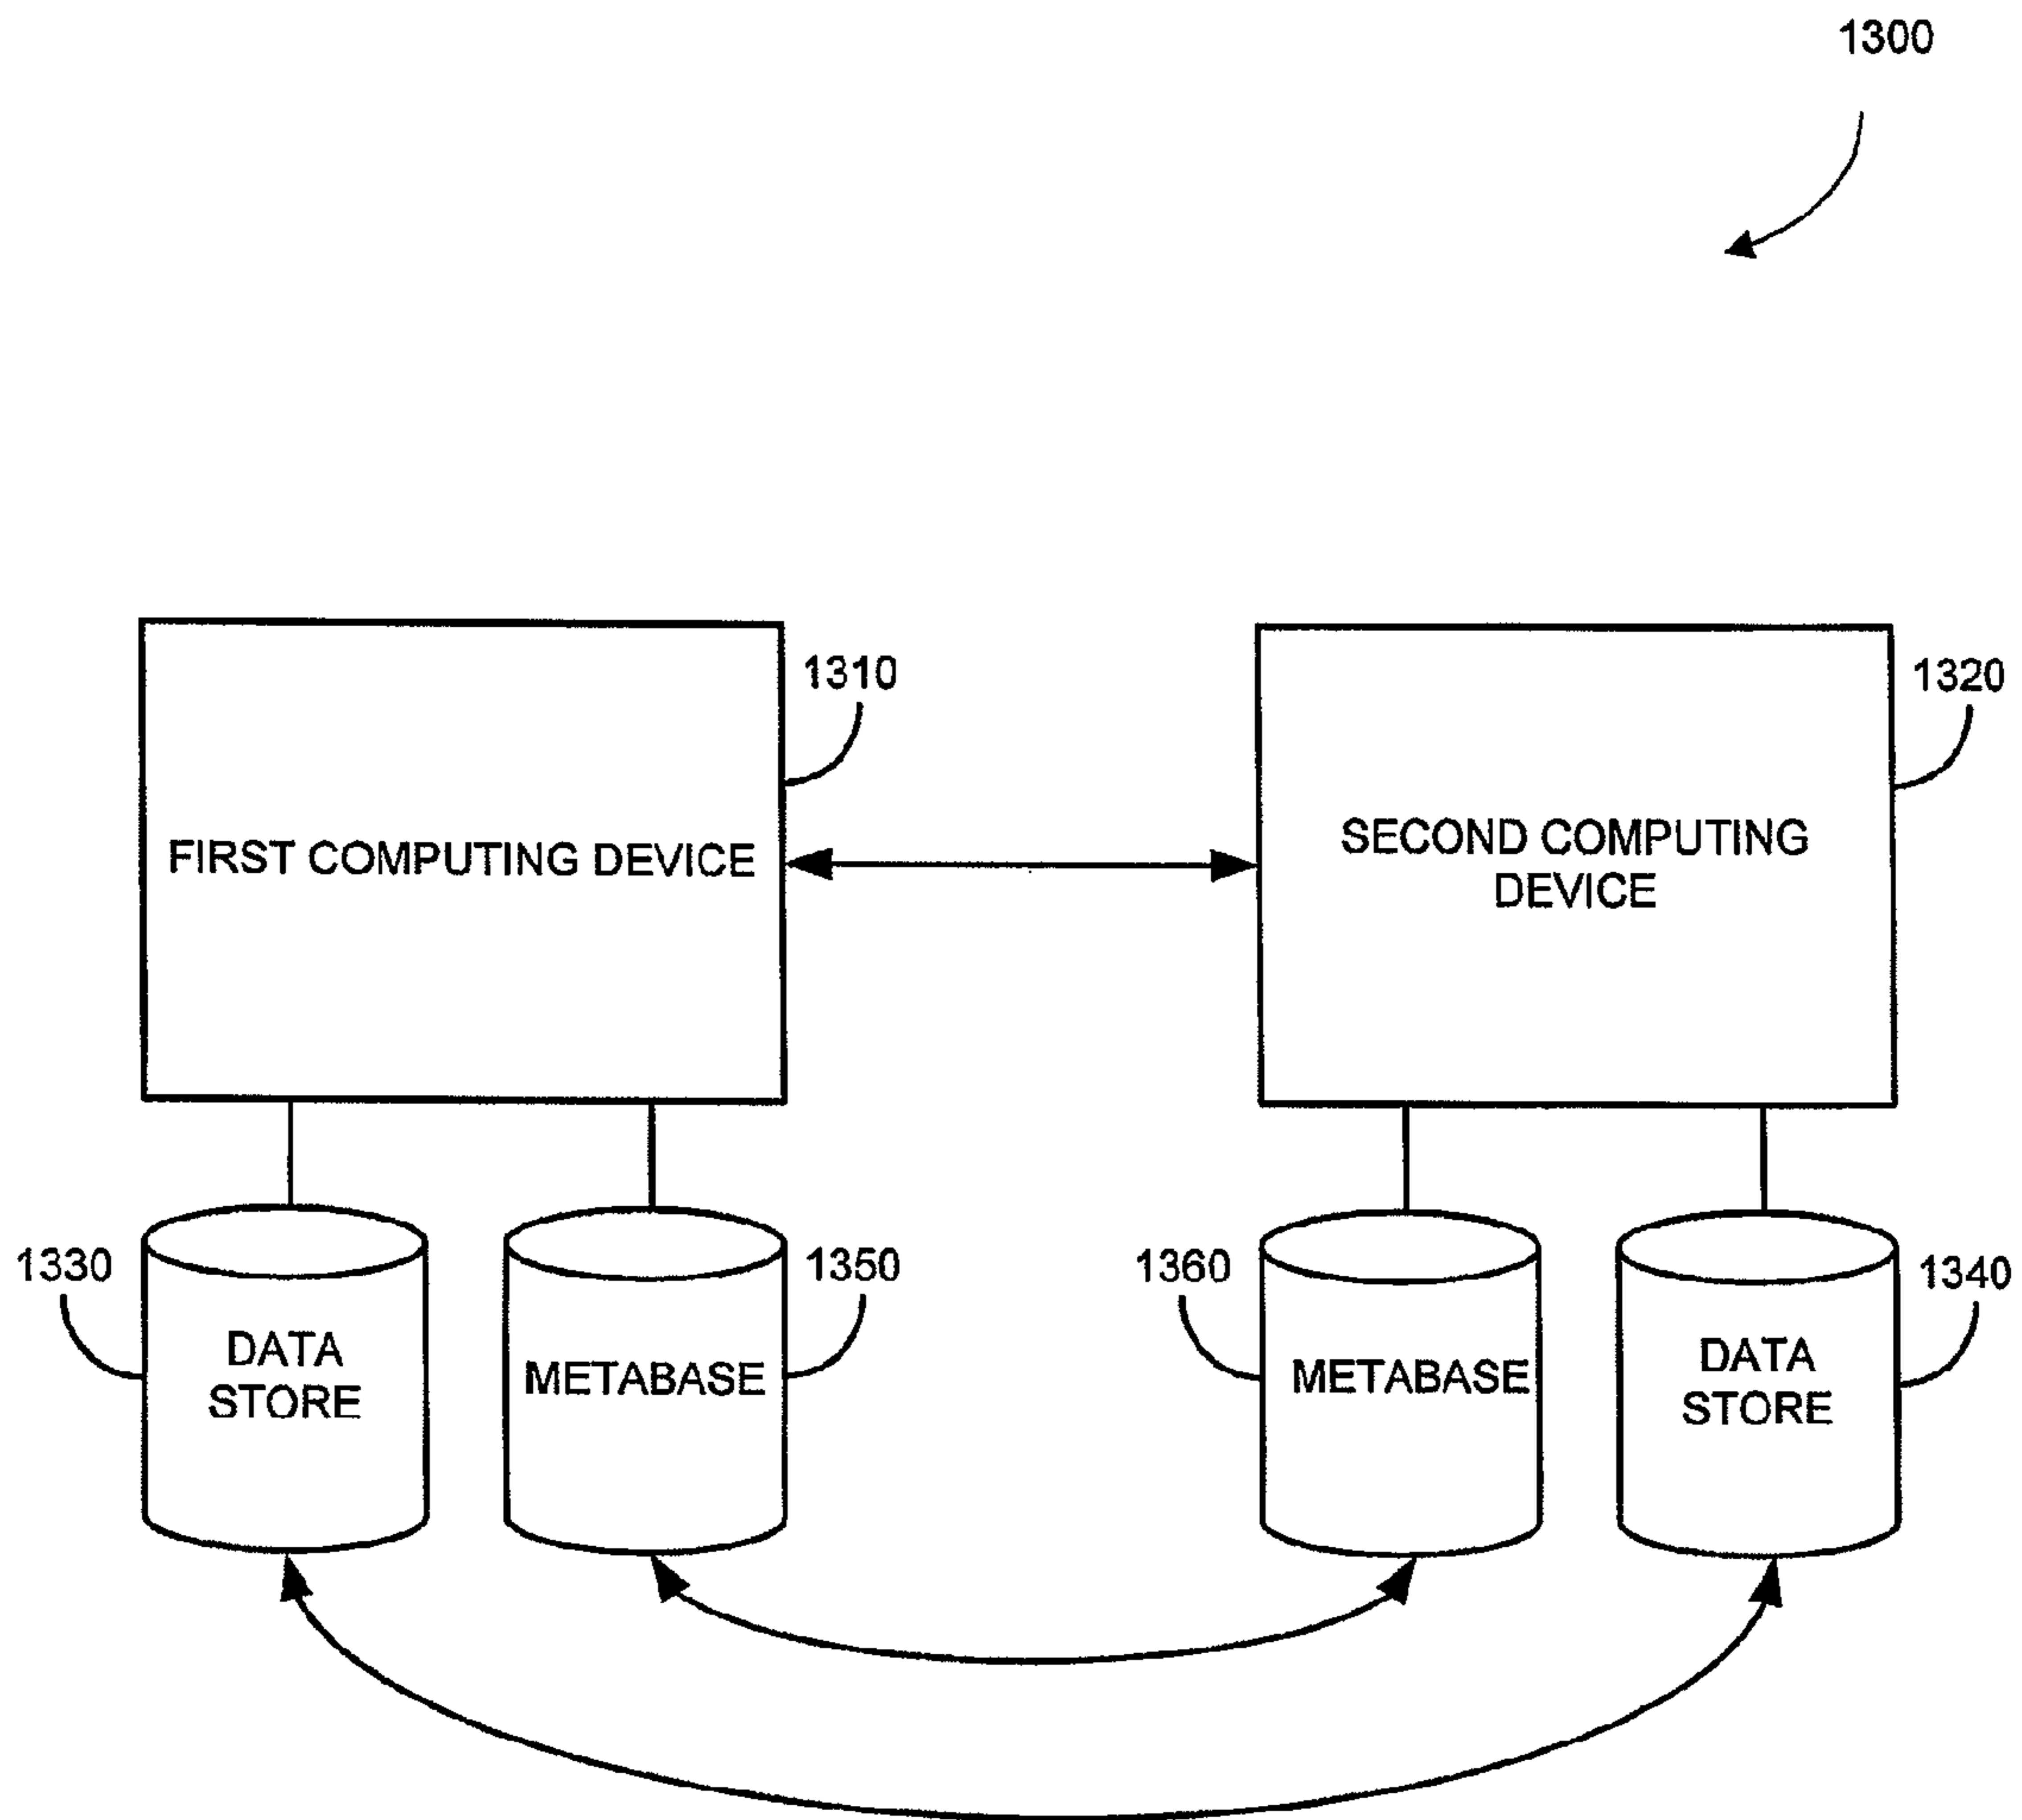 1300
1310
1320
FIRST COMPUTING DEVICE
SECOND COMPUTING
DEVICE
1330
1350
1360
1340
DATA
STORE
METABASE
METABASE
DATA
STORE